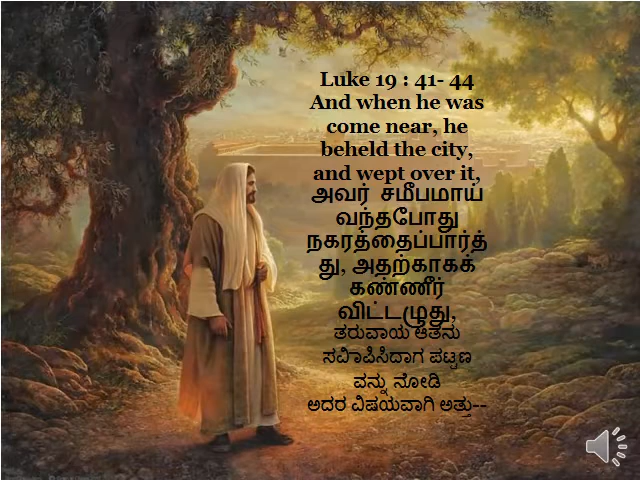 Luke 19 : 41- 44
And when he was
come near, he
beheld the city,
and wept over it,
அவர் சமீபமாய்
வந்தபோது
நகரத்தைப்பார்த்
து, அதற்காகக்
கண்ணீர்
விட்டழுது,
ತರುವಾಯ ಆತನು
ಸವಿಾಪಿಸಿದಾಗ ಪಟ್ಟಣ
ವನ್ನು ನೋಡಿ
ಅದರ ವಿಷಯವಾಗಿ ಅತ್ತು--